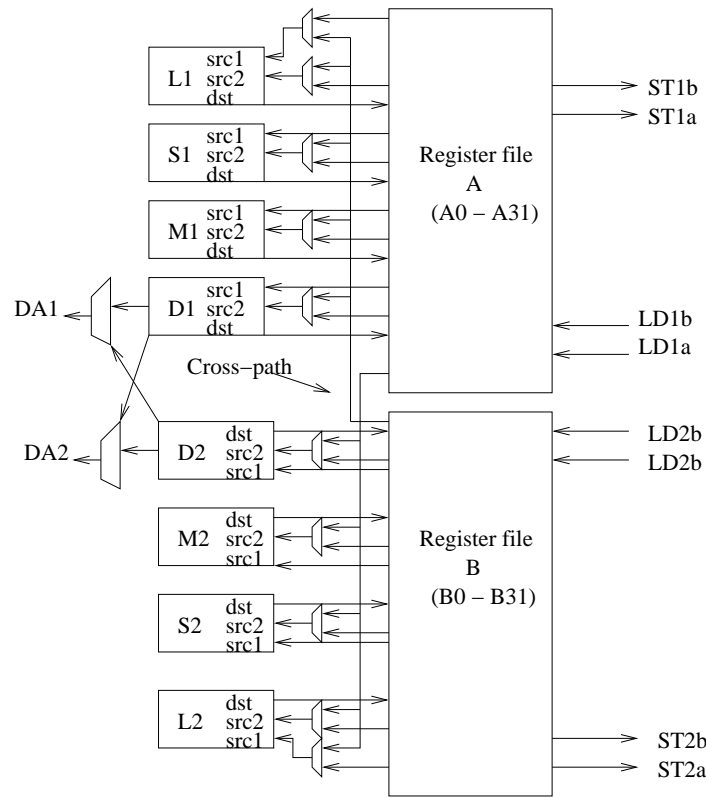 src1
L1 src2
dst
ST1b
ST1a
src1
S1 src2
dst
Register file
A
(A0 – A31)
src1
M1 src2
dst
src1
D1 src2
dst
DA1
LD1b
LD1a
Cross–path
dst
D2 src2
src1
DA2
LD2b
LD2b
dst
M2 src2
src1
Register file
B
(B0 – B31)
dst
S2 src2
src1
dst
L2 src2
src1
ST2b
ST2a